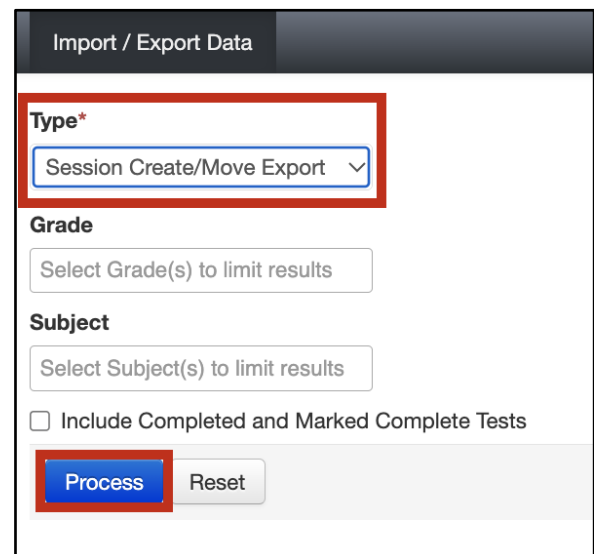 Import / Export Data
Type*
Session Create/Move Export
Grade
Select Grade(s) to limit results
Subject
Select Subject(s) to limit results
Include Completed and Marked Complete Tests
Process Reset